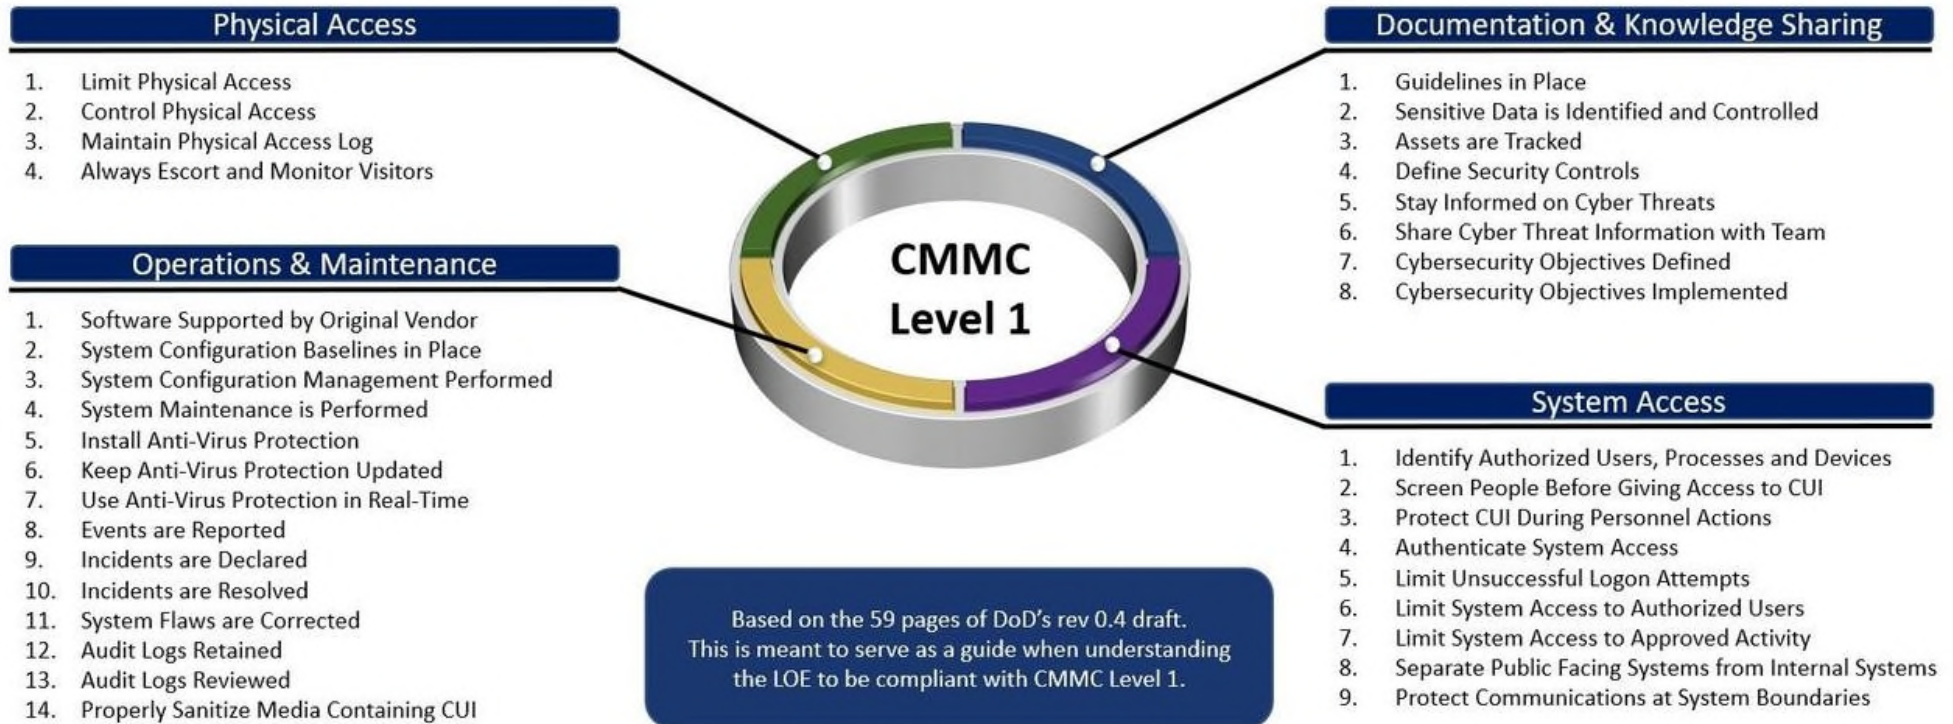 Physical Access
1. Limit Physical Access
2. Control Physical Access
3. Maintain Physical Access Log
4. Always Escort and Monitor Visitors
Operations & Maintenance
1. Software Supported by Original Vendor
2. System Configuration Baselines in Place
3. System Configuration Management Performed
4. System Maintenance is Performed
5. Install Anti-Virus Protection
6. Keep Anti-Virus Protection Updated
7. Use Anti-Virus Protection in Real-Time
8. Events are Reported
9. Incidents are Declared
10. Incidents are Resolved
11. System Flaws are Corrected
12. Audit Logs Retained
13. Audit Logs Reviewed
14. Properly Sanitize Media Containing CUI
CMMC
Level 1
Based on the 59 pages of DoD's rev 0.4 draft.
This is meant to serve as a guide when understanding
the LOE to be compliant with CMMC Level 1.
Documentation & Knowledge Sharing
1. Guidelines in Place
2. Sensitive Data is Identified and Controlled
3. Assets are Tracked
4. Define Security Controls
5. Stay Informed on Cyber Threats
6. Share Cyber Threat Information with Team
7. Cybersecurity Objectives Defined
8. Cybersecurity Objectives Implemented
System Access
1. Identify Authorized Users, Processes and Devices
2. Screen People Before Giving Access to CUI
3. Protect CUI During Personnel Actions
4. Authenticate System Access
5. Limit Unsuccessful Logon Attempts
6. Limit System Access to Authorized Users
7. Limit System Access to Approved Activity
8. Separate Public Facing Systems from Internal Systems
9. Protect Communications at System Boundaries